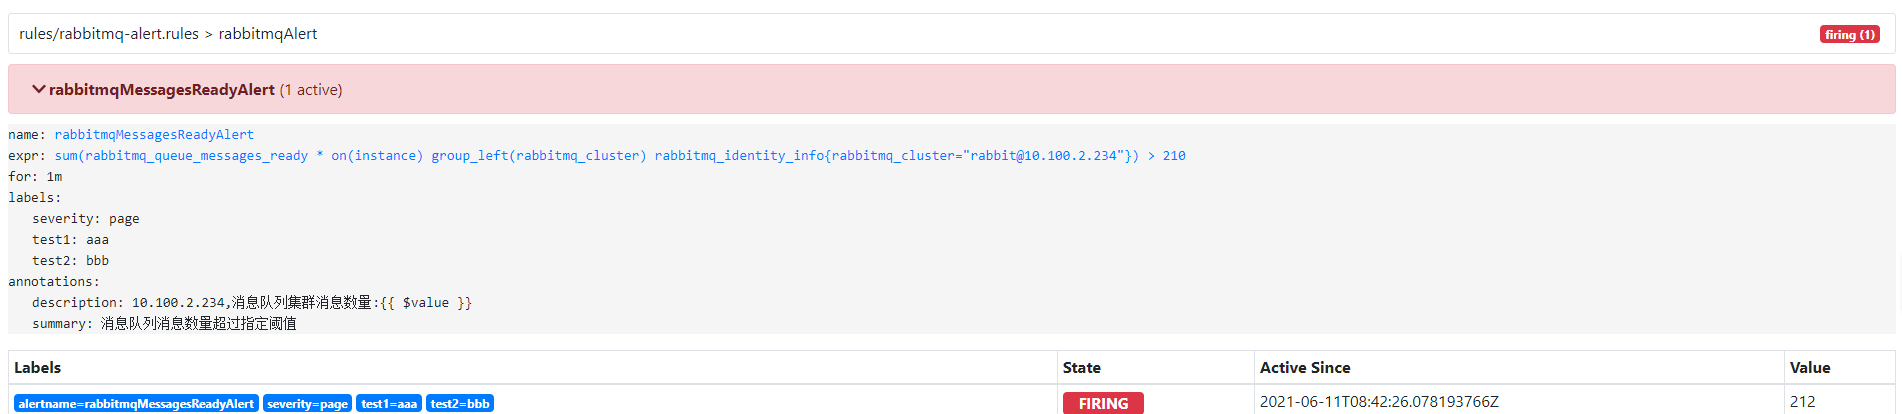 rules/rabbitmq-alert.rules > rabbitmqAlert firing (1)
rabbitmqMessagesReadyAlert (1 active)
name: rabbitmqMessagesReadyAlert
expr: sum(rabbitmq_queue_messages_ready * on(instance) group_left(rabbitmq_cluster) rabbitmq_identity_info{rabbitmq_cluster="rabbit@10.100.2.234"}) > 210
for: 1m
labels:
severity: page
test1: aaa
test2: bbb
annotations:
description: 10.100.2.234,消息队列集群消息数量:{{ $value }}
summary: 消息队列消息数量超过指定阈值
Labels State Active Since Value
alertname=rabbitmqMessagesReadyAlert severity=page test1=aaa test2=bbb FIRING 2021-06-11T08:42:26.078193766Z 212